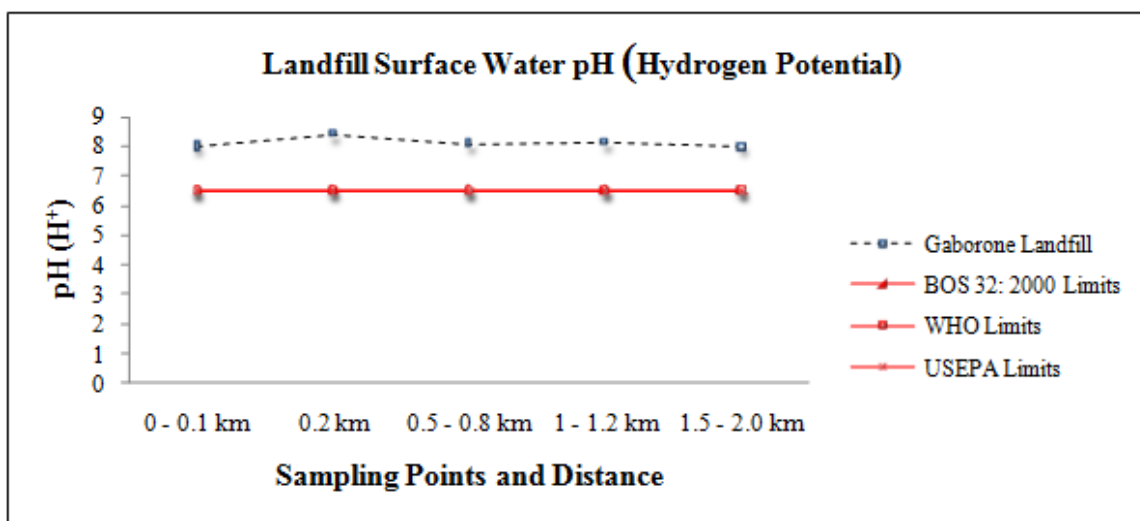 Landfill Surface Water pH (Hydrogen Potential)
9
8
7
6
5
4
3
2
1
0
pH (H⁺)
0 - 0.1 km 0.2 km 0.5 - 0.8 km 1 - 1.2 km 1.5 - 2.0 km
Sampling Points and Distance
Gaborone Landfill
BOS 32: 2000 Limits
WHO Limits
USEPA Limits